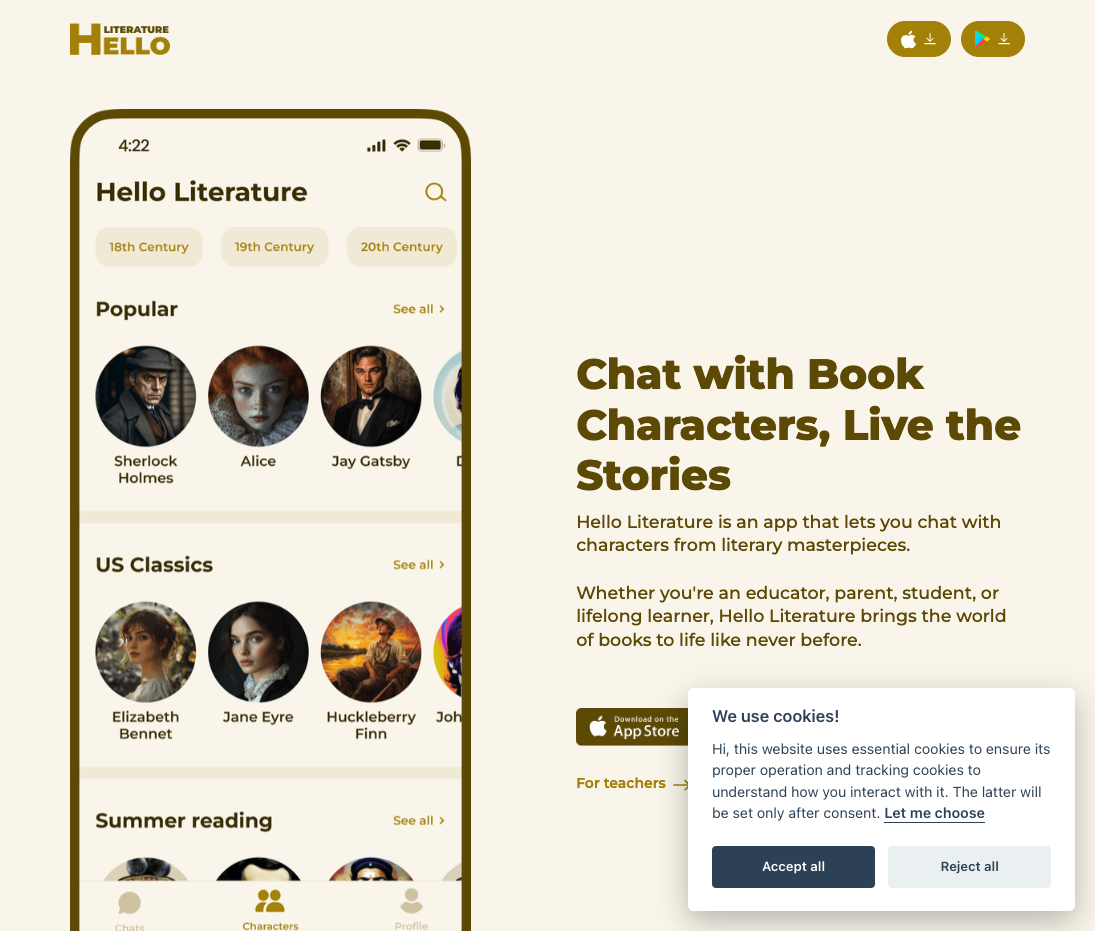 LITERATURE
HELLO
4:22
Hello Literature
18th Century
19th Century
20th Century
Popular
See all
Sherlock
Holmes
Alice
Jay Gatsby
US Classics
See all
Elizabeth
Bennet
Jane Eyre
Huckleberry
Finn
Joh
Summer reading
See all
Chats
Characters
Profile
Chat with Book
Characters, Live the
Stories
Hello Literature is an app that lets you chat with
characters from literary masterpieces.
Whether you're an educator, parent, student, or
lifelong learner, Hello Literature brings the world
of books to life like never before.
Download on the
App Store
For teachers
We use cookies!
Hi, this website uses essential cookies to ensure its
proper operation and tracking cookies to
understand how you interact with it. The latter will
be set only after consent. Let me choose
Accept all
Reject all